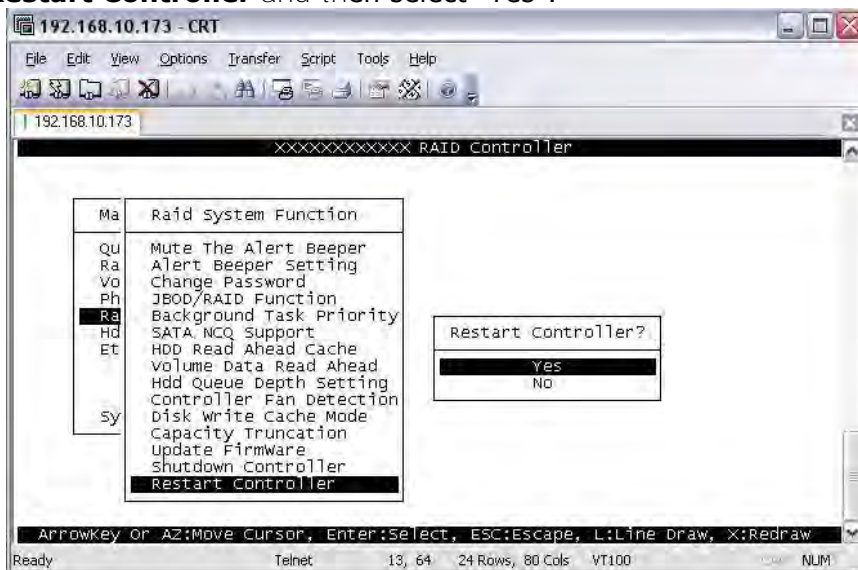 Restart Controller and then select "Yes".
192.168.10.173 - CRT
File Edit View Options Transfer Script Tools Help
192.168.10.173
XXXXXXXXXXXX RAID Controller
Ma
Raid System Function
Qu
Mute The Alert Beeper
Ra
Alert Beeper Setting
Vo
Change Password
Ph
JBOD/RAID Function
Ra
Background Task Priority
Hd
SATA NCQ Support
Et
HDD Read Ahead Cache
Volume Data Read Ahead
Hdd Queue Depth Setting
Controller Fan Detection
Sy
Disk Write Cache Mode
Capacity Truncation
Update FirmWare
Shutdown Controller
Restart Controller
Restart Controller?
Yes
No
ArrowKey Or AZ:Move Cursor, Enter:Select, ESC:Escape, L:Line Draw, X:Redraw
Ready Telnet 13, 64 24 Rows, 80 Cols VT100 NUM